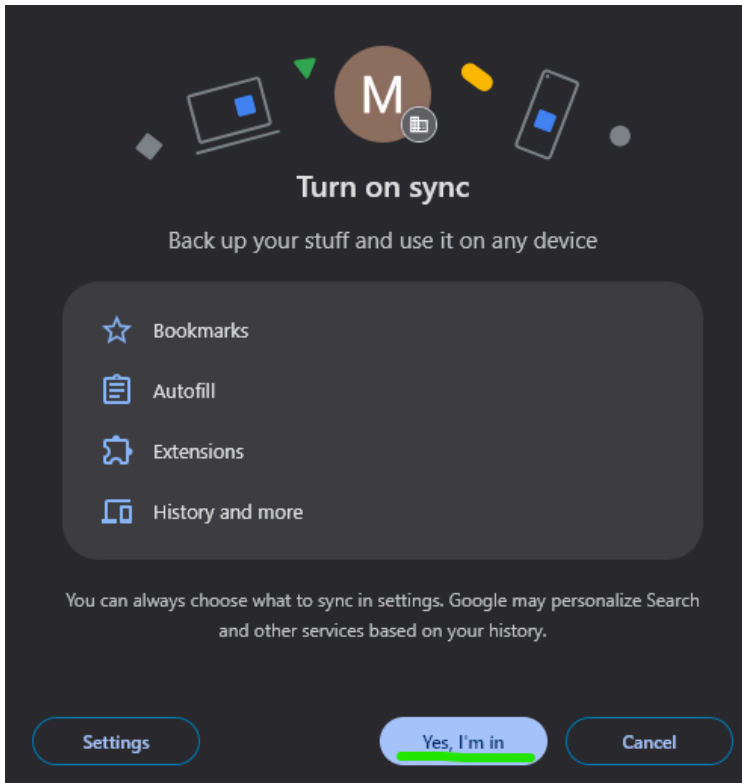 M
Turn on sync
Back up your stuff and use it on any device
Bookmarks
Autofill
Extensions
History and more
You can always choose what to sync in settings. Google may personalize Search
and other services based on your history.
Settings
Yes, I'm in
Cancel